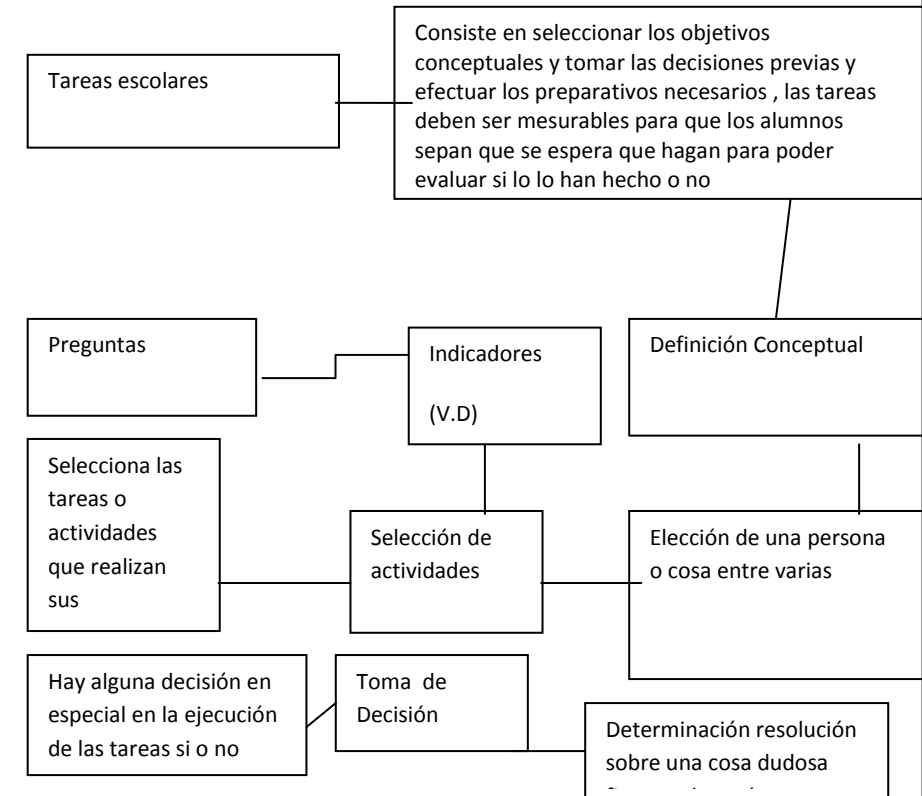 Tareas escolares
Consiste en seleccionar los objetivos
conceptuales y tomar las decisiones previas y
efectuar los preparativos necesarios , las tareas
deben ser mesurables para que los alumnos
sepan que se espera que hagan para poder
evaluar si lo lo han hecho o no
Preguntas
Indicadores
(V.D)
Definición Conceptual
Selecciona las
tareas o
actividades
que realizan
sus
Selección de
actividades
Elección de una persona
o cosa entre varias
Hay alguna decisión en
especial en la ejecución
de las tareas si o no
Toma de
Decisión
Determinación resolución
sobre una cosa dudosa